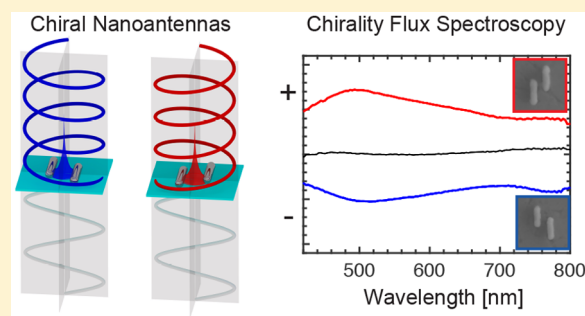 Chiral Nanoantennas
Chirality Flux Spectroscopy
+
-
500 600 700 800
Wavelength [nm]